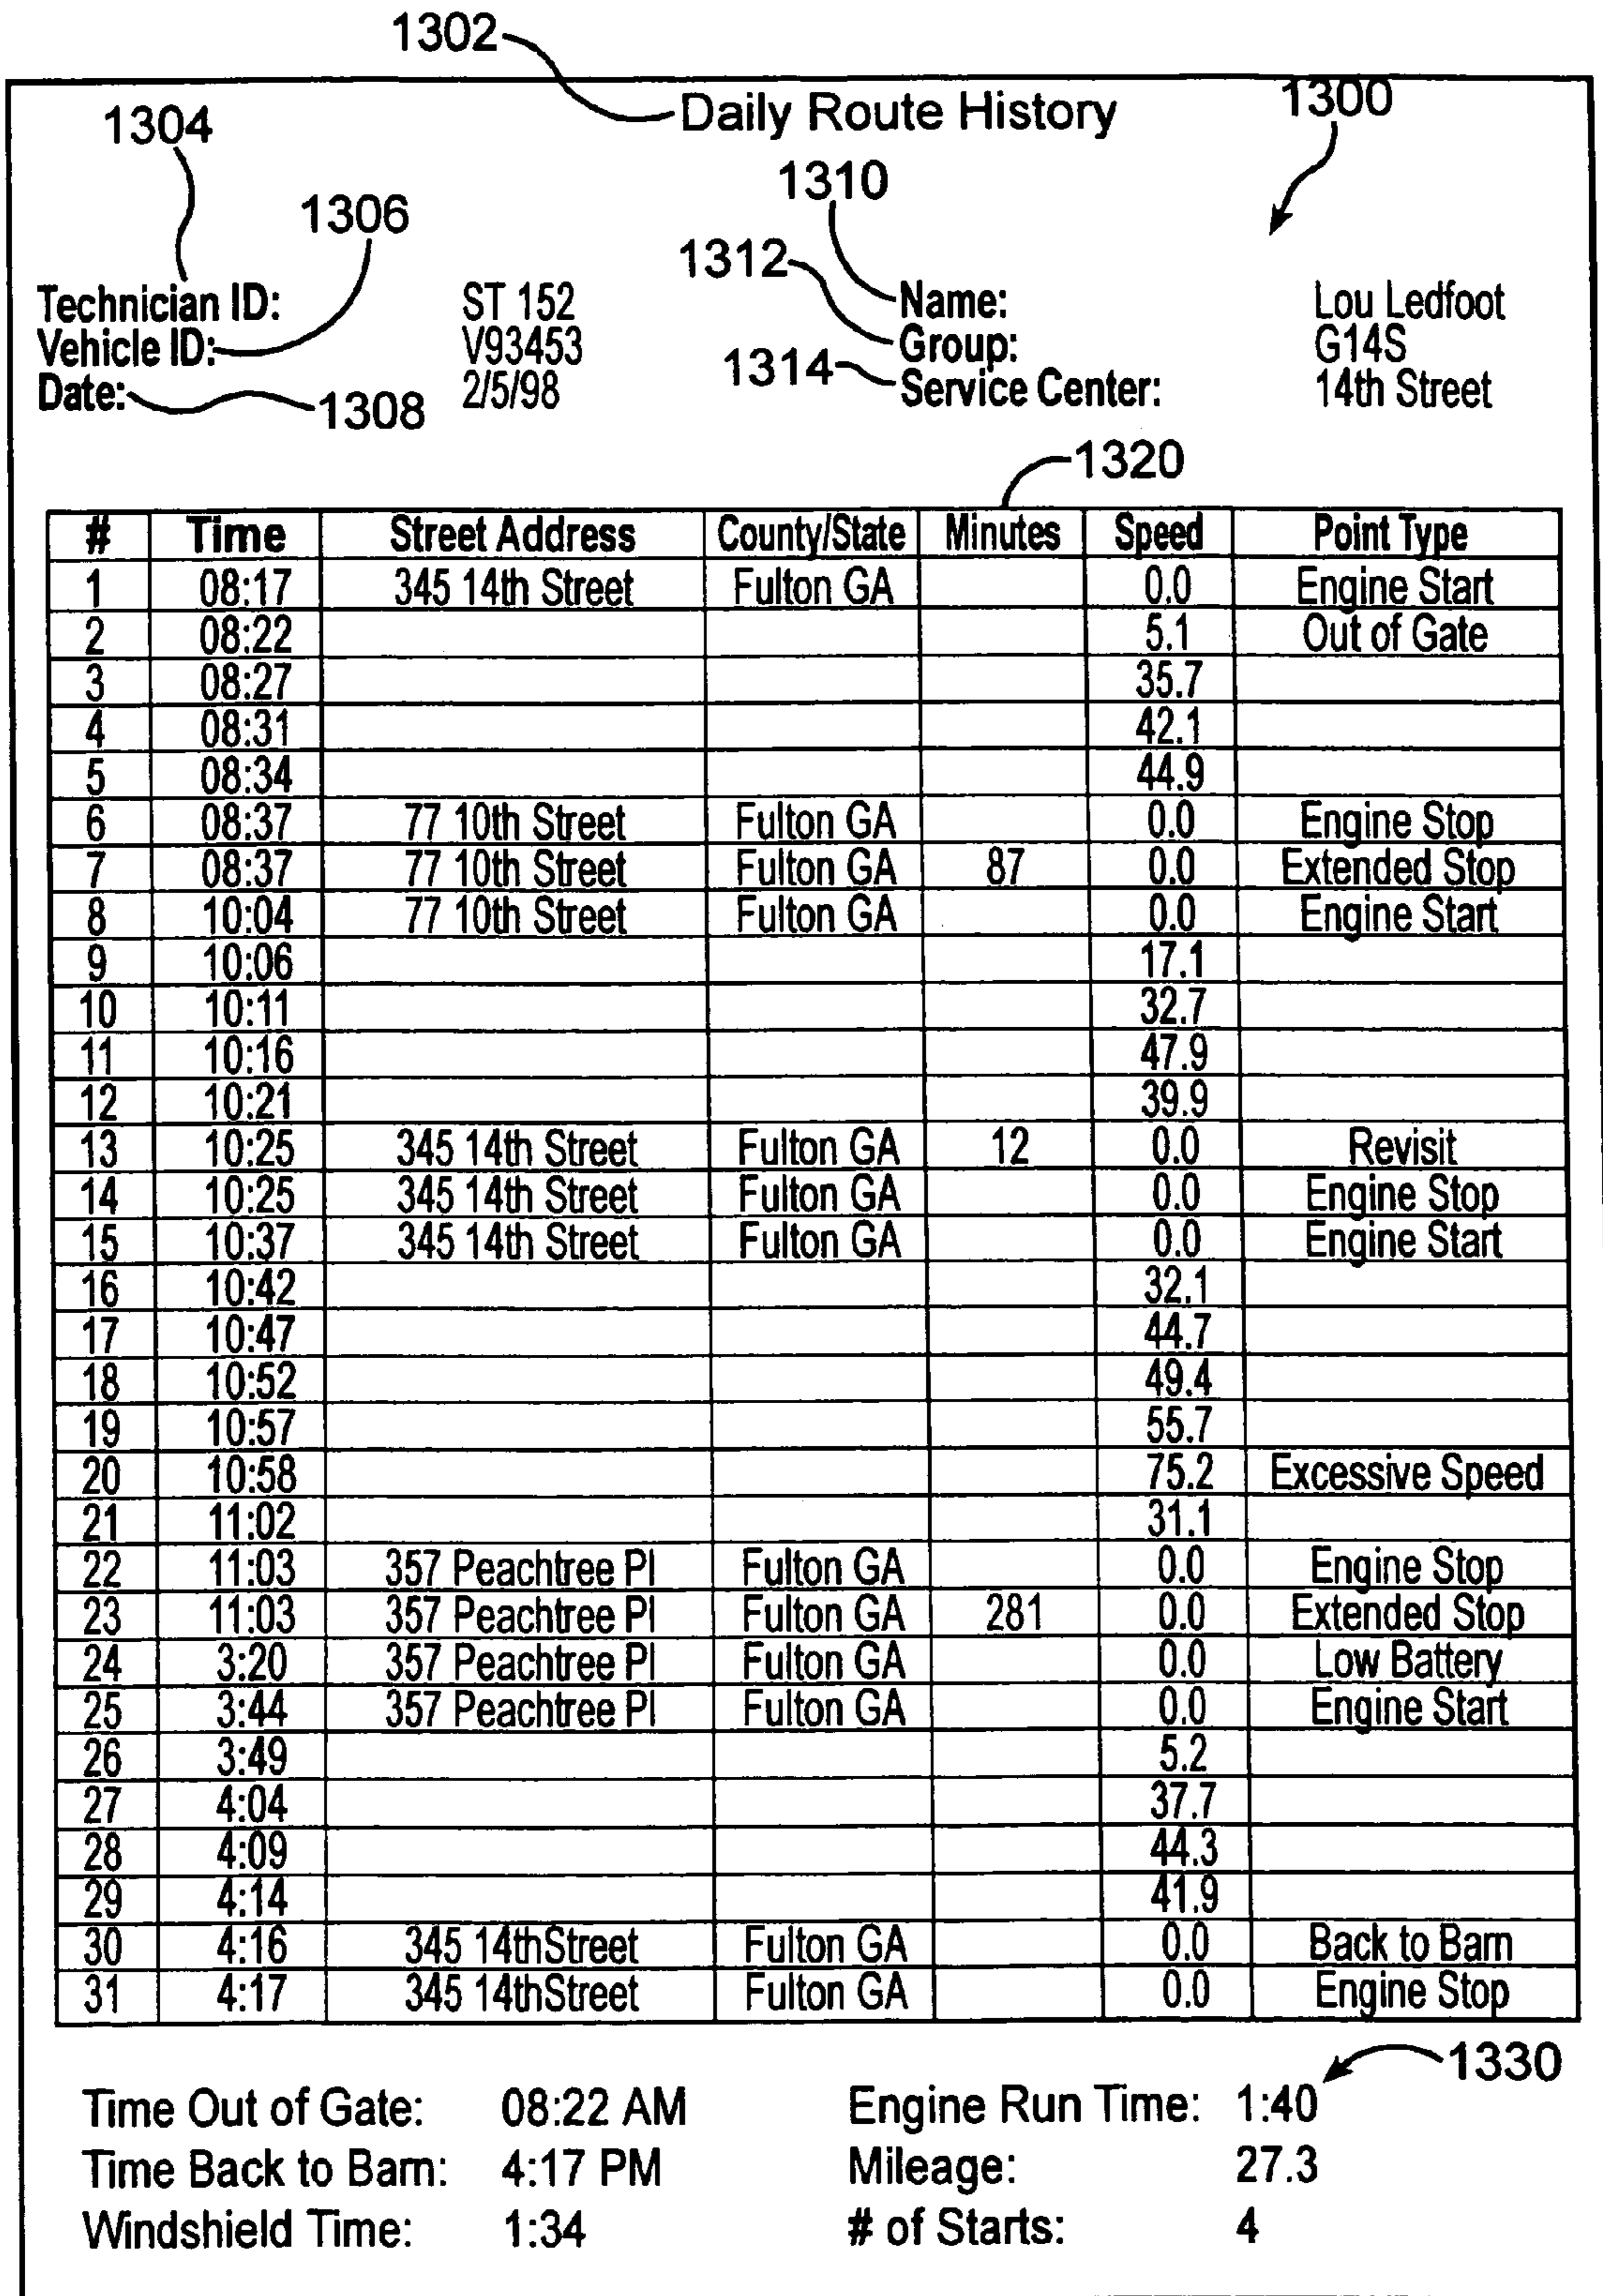 1302
Daily Route History
1300
1304
1310
1306
1312
Technician ID: ST 152 Name: Lou Ledfoot
Vehicle ID: V93453 Group: G14S
1314
Date: 1308 2/5/98 Service Center: 14th Street
1320
# Time Street Address County/State Minutes Speed Point Type
1 08:17 345 14th Street Fulton GA 0.0 Engine Start
2 08:22 5.1 Out of Gate
3 08:27 35.7
4 08:31 42.1
5 08:34 44.9
6 08:37 77 10th Street Fulton GA 0.0 Engine Stop
7 08:37 77 10th Street Fulton GA 87 0.0 Extended Stop
8 10:04 77 10th Street Fulton GA 0.0 Engine Start
9 10:06 17.1
10 10:11 32.7
11 10:16 47.9
12 10:21 39.9
13 10:25 345 14th Street Fulton GA 12 0.0 Revisit
14 10:25 345 14th Street Fulton GA 0.0 Engine Stop
15 10:37 345 14th Street Fulton GA 0.0 Engine Start
16 10:42 32.1
17 10:47 44.7
18 10:52 49.4
19 10:57 55.7
20 10:58 75.2 Excessive Speed
21 11:02 31.1
22 11:03 357 Peachtree Pl Fulton GA 0.0 Engine Stop
23 11:03 357 Peachtree Pl Fulton GA 281 0.0 Extended Stop
24 3:20 357 Peachtree Pl Fulton GA 0.0 Low Battery
25 3:44 357 Peachtree Pl Fulton GA 0.0 Engine Start
26 3:49 5.2
27 4:04 37.7
28 4:09 44.3
29 4:14 41.9
30 4:16 345 14thStreet Fulton GA 0.0 Back to Barn
31 4:17 345 14thStreet Fulton GA 0.0 Engine Stop
1330
Time Out of Gate: 08:22 AM Engine Run Time: 1:40
Time Back to Barn: 4:17 PM Mileage: 27.3
Windshield Time: 1:34 # of Starts: 4